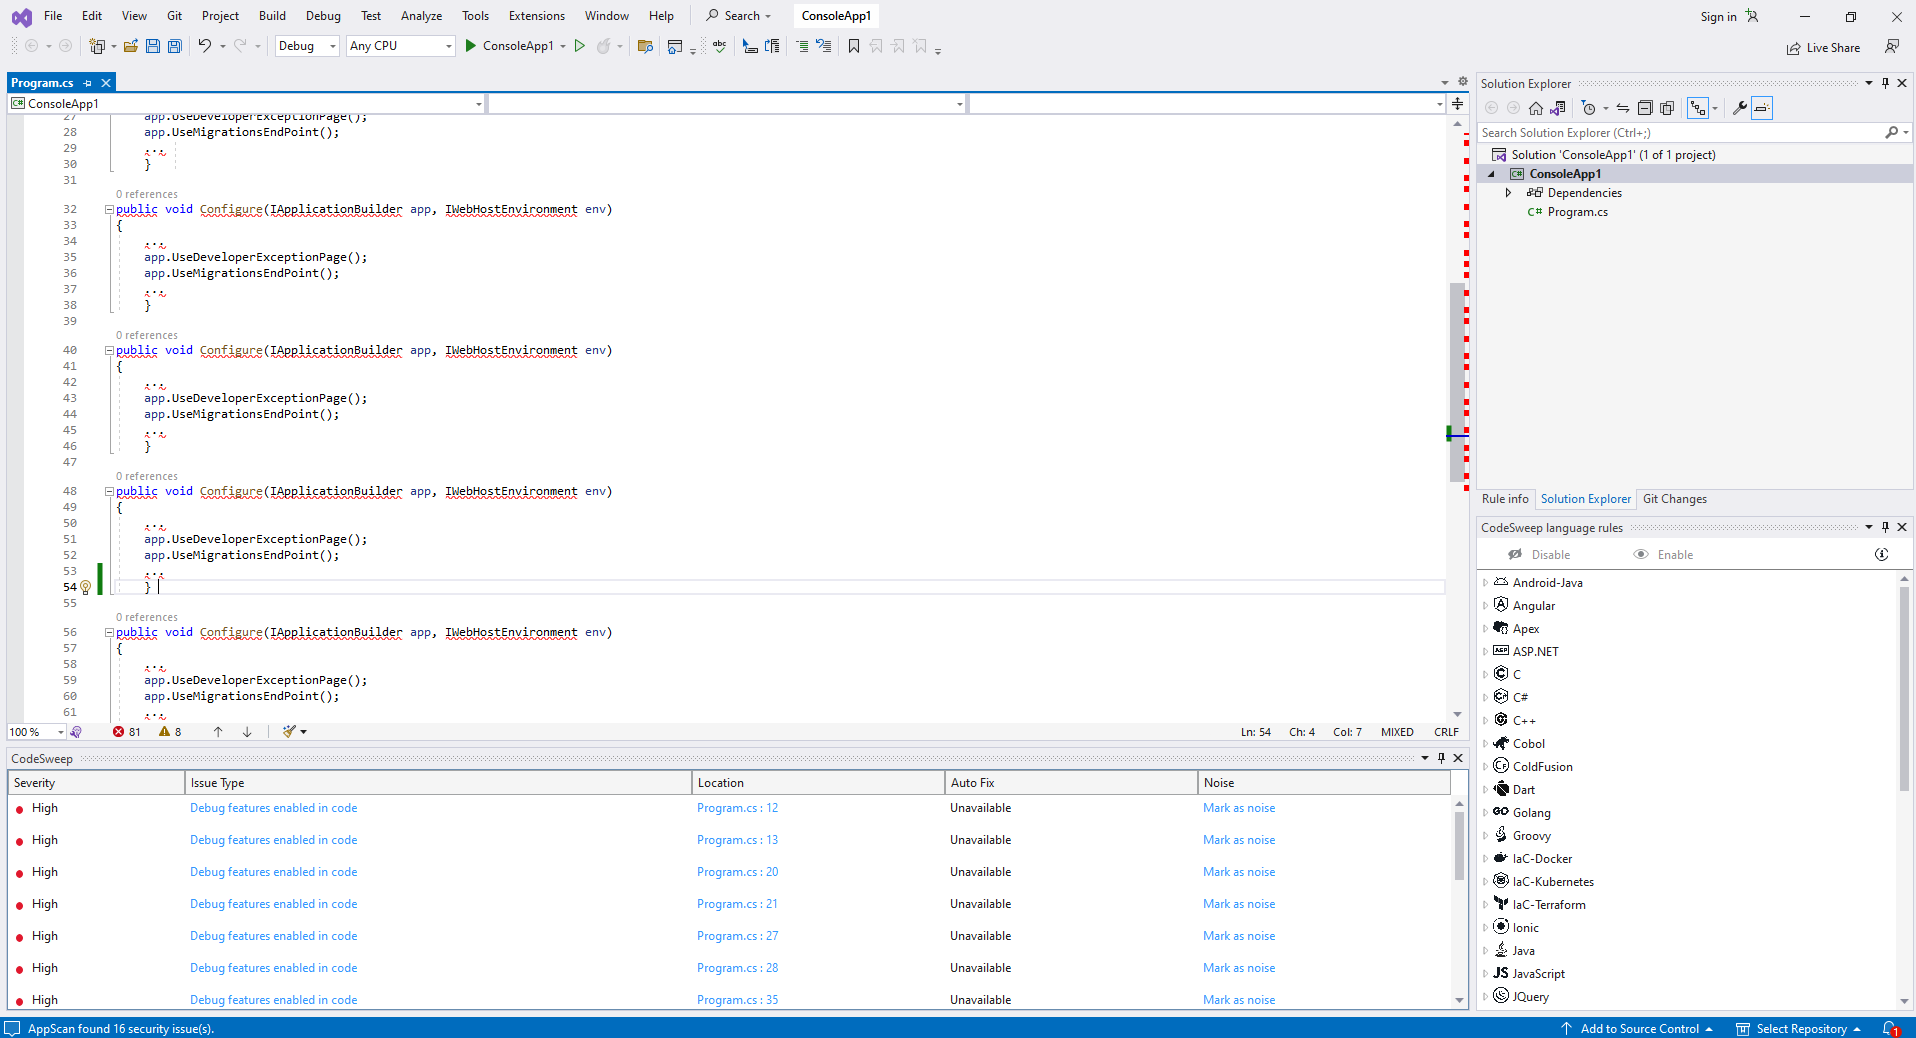 File Edit View Git Project Build Debug Test Analyze Tools Extensions Window Help Search ConsoleApp1 Sign in
Debug Any CPU ConsoleApp1 Live Share
Program.cs
ConsoleApp1
27 app.UseDeveloperExceptionPage();
28 app.UseMigrationsEndPoint();
29 ...
30 }
31
0 references
32 public void Configure(IApplicationBuilder app, IWebHostEnvironment env)
33 {
34 ...
35 app.UseDeveloperExceptionPage();
36 app.UseMigrationsEndPoint();
37 ...
38 }
39
0 references
40 public void Configure(IApplicationBuilder app, IWebHostEnvironment env)
41 {
42 ...
43 app.UseDeveloperExceptionPage();
44 app.UseMigrationsEndPoint();
45 ...
46 }
47
0 references
48 public void Configure(IApplicationBuilder app, IWebHostEnvironment env)
49 {
50 ...
51 app.UseDeveloperExceptionPage();
52 app.UseMigrationsEndPoint();
53 ...
54 }
55
0 references
56 public void Configure(IApplicationBuilder app, IWebHostEnvironment env)
57 {
58 ...
59 app.UseDeveloperExceptionPage();
60 app.UseMigrationsEndPoint();
61 ...
100 % 81 8 Ln: 54 Ch: 4 Col: 7 MIXED CRLF
CodeSweep
Severity Issue Type Location Auto Fix Noise
High Debug features enabled in code Program.cs : 12 Unavailable Mark as noise
High Debug features enabled in code Program.cs : 13 Unavailable Mark as noise
High Debug features enabled in code Program.cs : 20 Unavailable Mark as noise
High Debug features enabled in code Program.cs : 21 Unavailable Mark as noise
High Debug features enabled in code Program.cs : 27 Unavailable Mark as noise
High Debug features enabled in code Program.cs : 28 Unavailable Mark as noise
High Debug features enabled in code Program.cs : 35 Unavailable Mark as noise
Solution Explorer
Search Solution Explorer (Ctrl+;)
Solution 'ConsoleApp1' (1 of 1 project)
C# ConsoleApp1
Dependencies
C# Program.cs
Rule info Solution Explorer Git Changes
CodeSweep language rules
Disable Enable
Android-Java
Angular
Apex
ASP.NET
C
C#
C++
Cobol
ColdFusion
Dart
Golang
Groovy
IaC-Docker
IaC-Kubernetes
IaC-Terraform
Ionic
Java
JS JavaScript
JQuery
AppScan found 16 security issue(s). Add to Source Control Select Repository 1